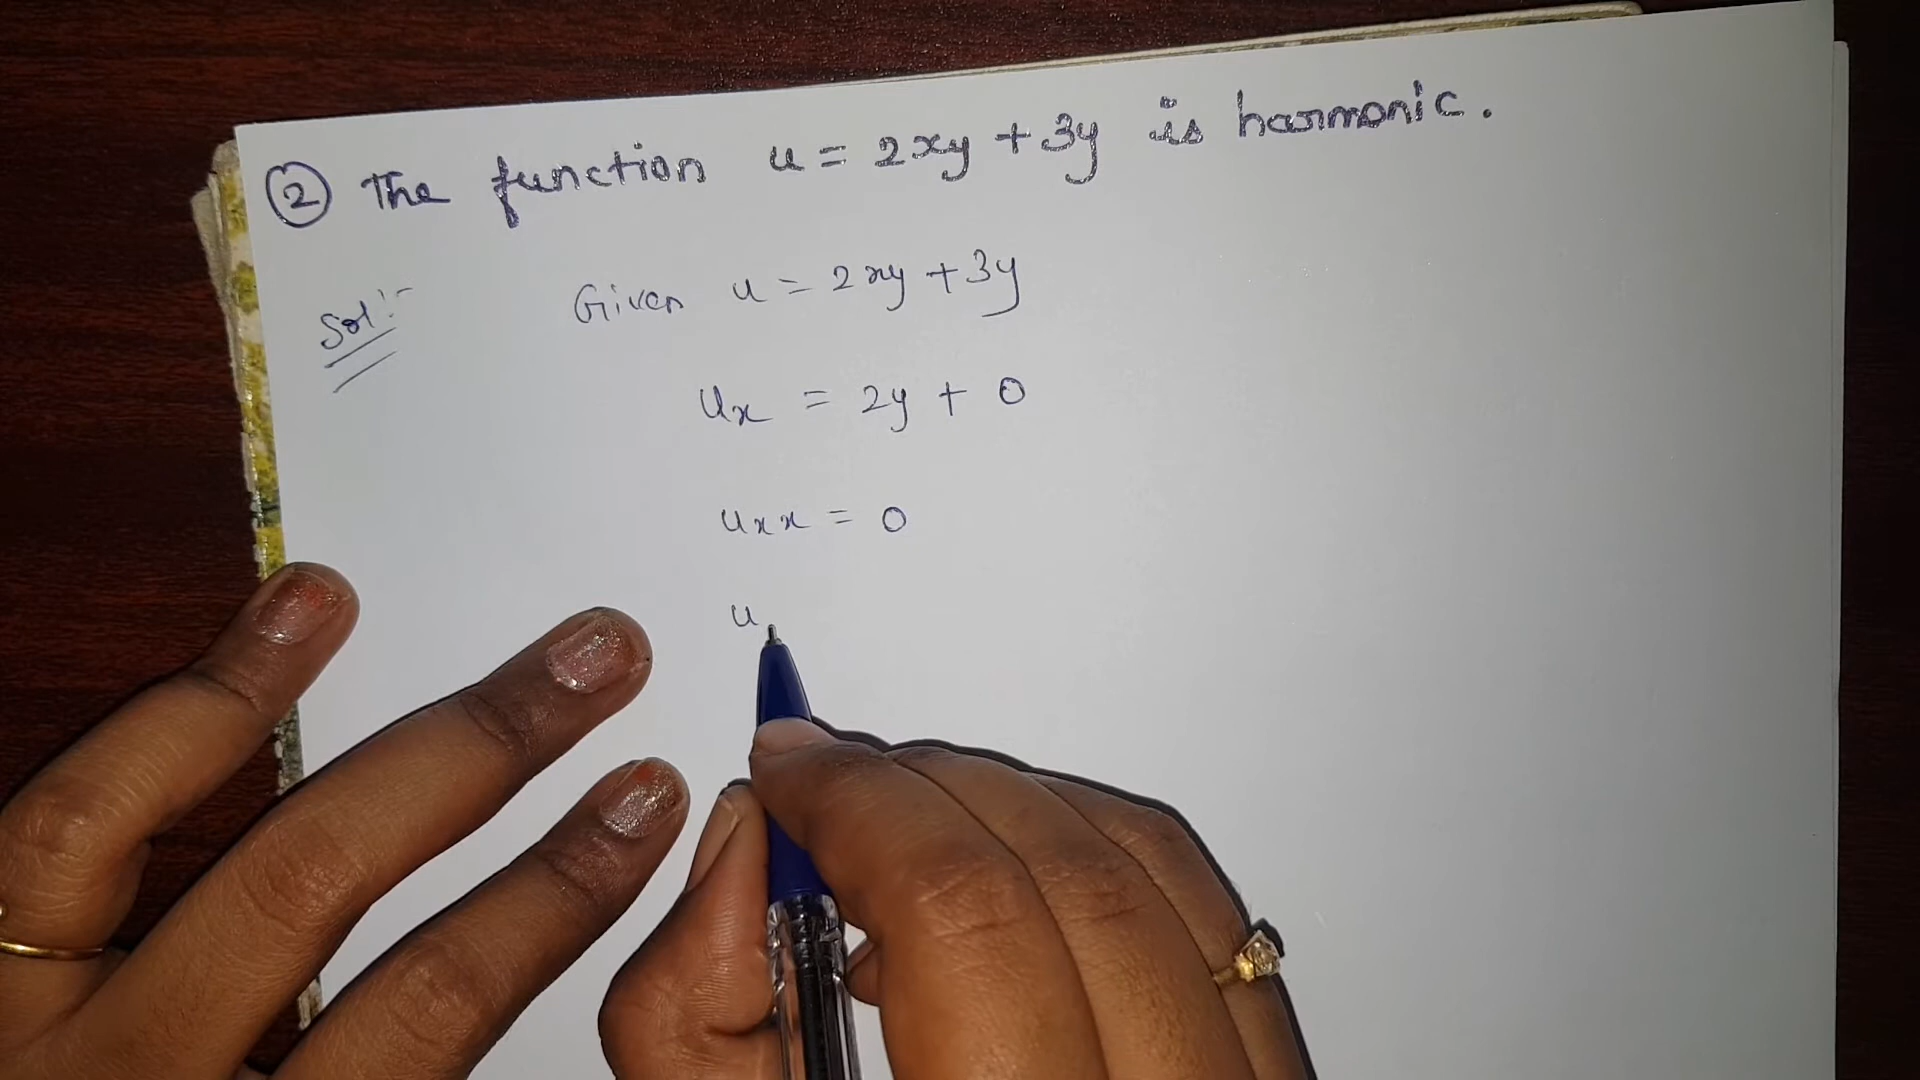 ② The function u = 2xy + 3y is harmonic.
Sol:- Given u = 2xy + 3y
ux = 2y + 0
uxx = 0
u